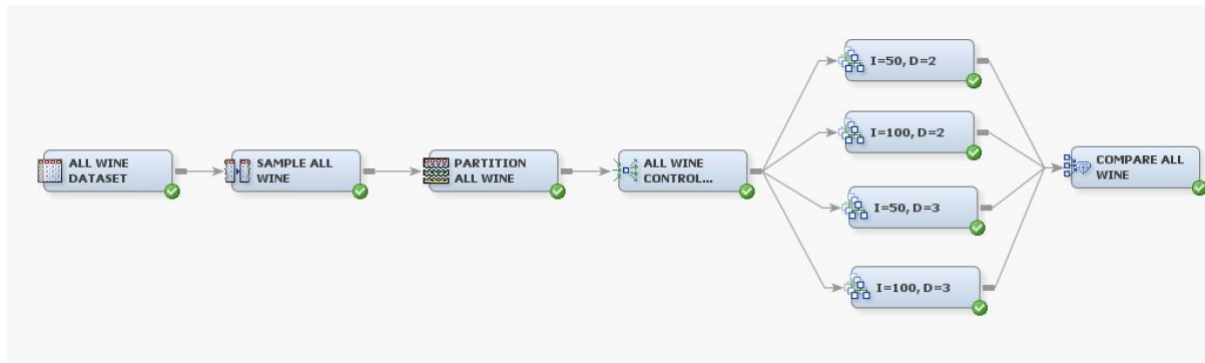 ALL WINE
DATASET
SAMPLE ALL
WINE
PARTITION
ALL WINE
ALL WINE
CONTROL...
I=50, D=2
I=100, D=2
I=50, D=3
I=100, D=3
COMPARE ALL
WINE